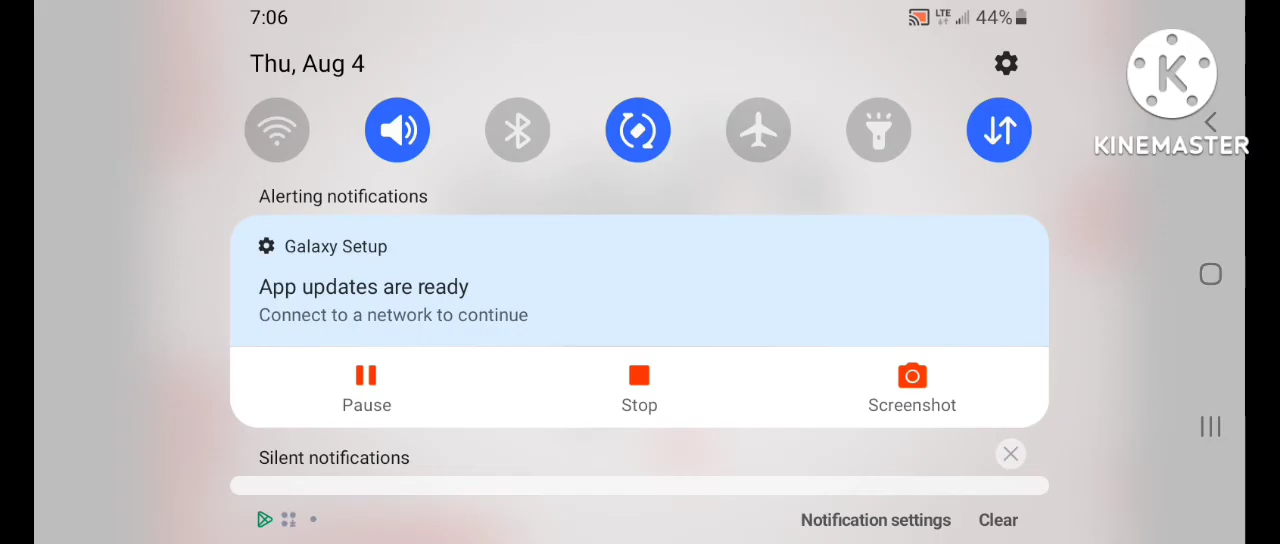 7:06
LTE
44%
Thu, Aug 4
K
KINEMASTER
Alerting notifications
Galaxy Setup
App updates are ready
Connect to a network to continue
Pause
Stop
Screenshot
Silent notifications
Notification settings
Clear